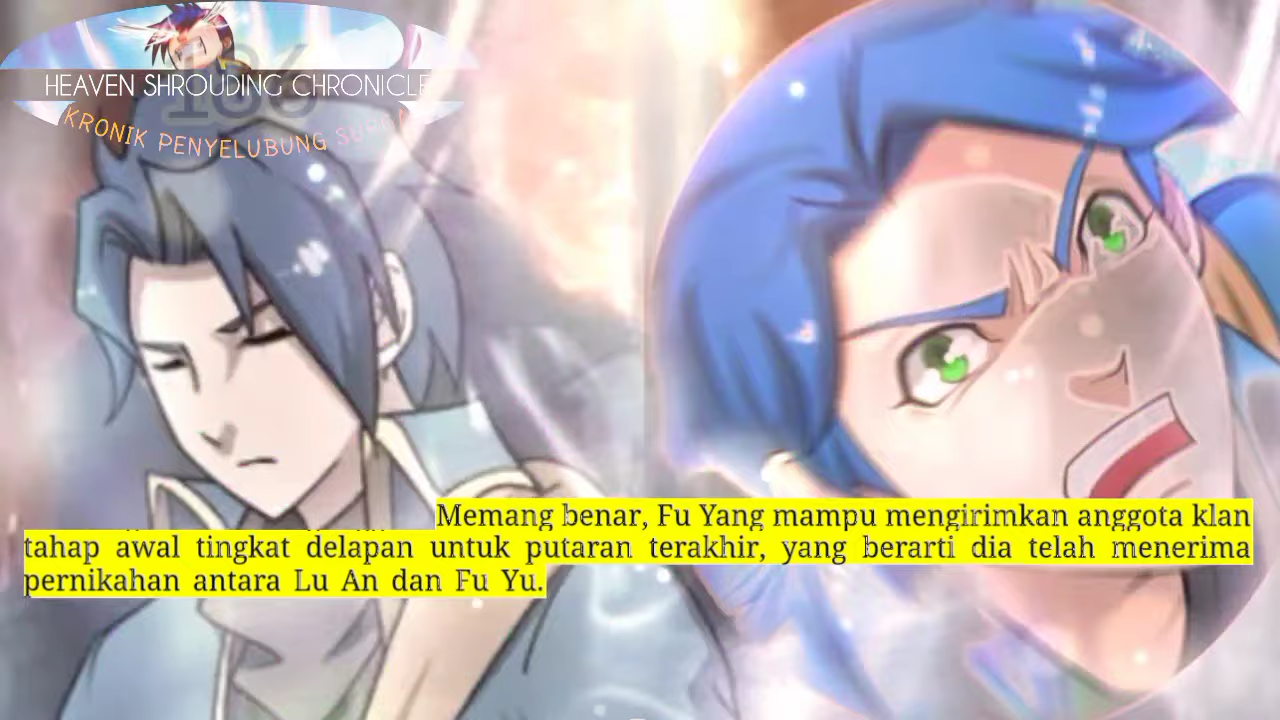 186
HEAVEN SHROUDING CHRONICLE
KRONIK PENYELUBUNG
Memang benar, Fu Yang mampu mengirimkan anggota klan
tahap awal tingkat delapan untuk putaran terakhir, yang berarti dia telah menerima
pernikahan antara Lu An dan Fu Yu.